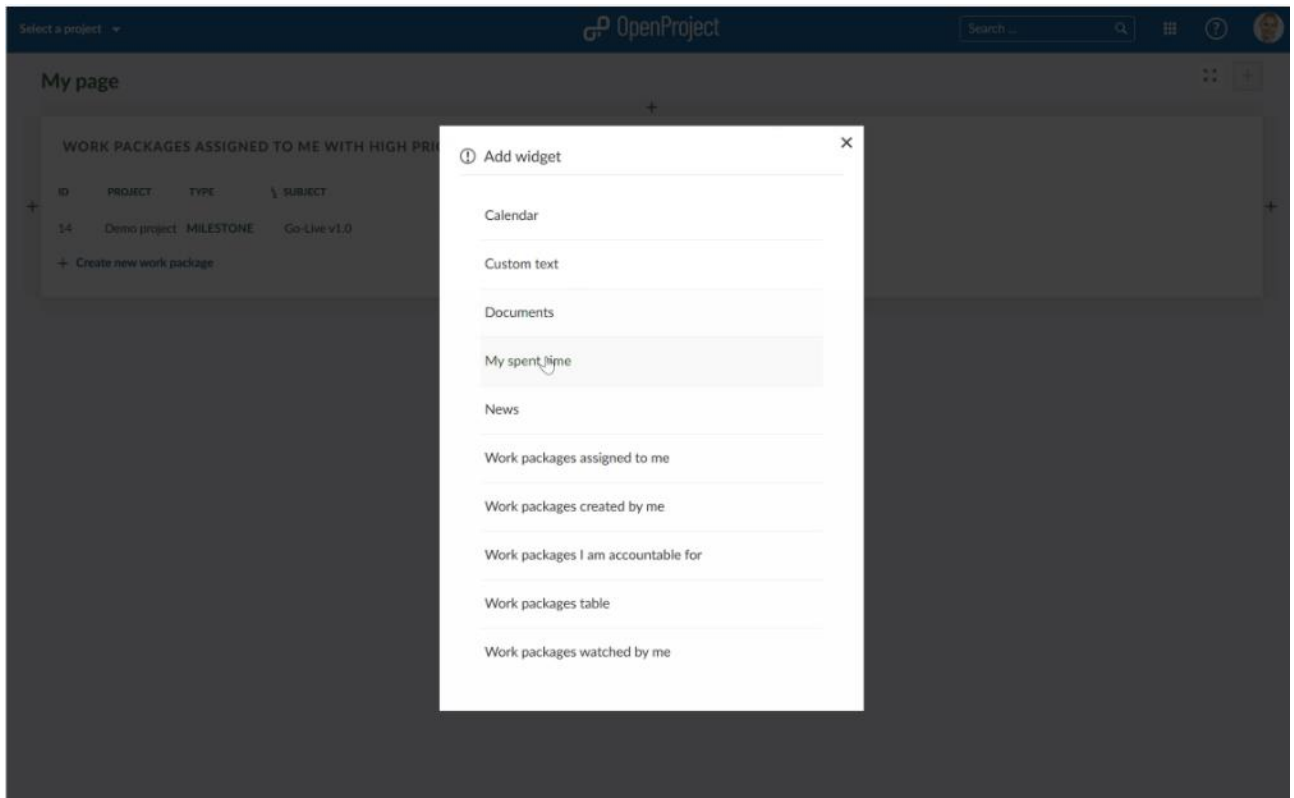 Select a project
OpenProject
Search ...
My page
WORK PACKAGES ASSIGNED TO ME WITH HIGH PRI
ID PROJECT TYPE SUBJECT
14 Demo project MILESTONE Go-Live v1.0
+ Create new work package
Add widget
Calendar
Custom text
Documents
My spent time
News
Work packages assigned to me
Work packages created by me
Work packages I am accountable for
Work packages table
Work packages watched by me